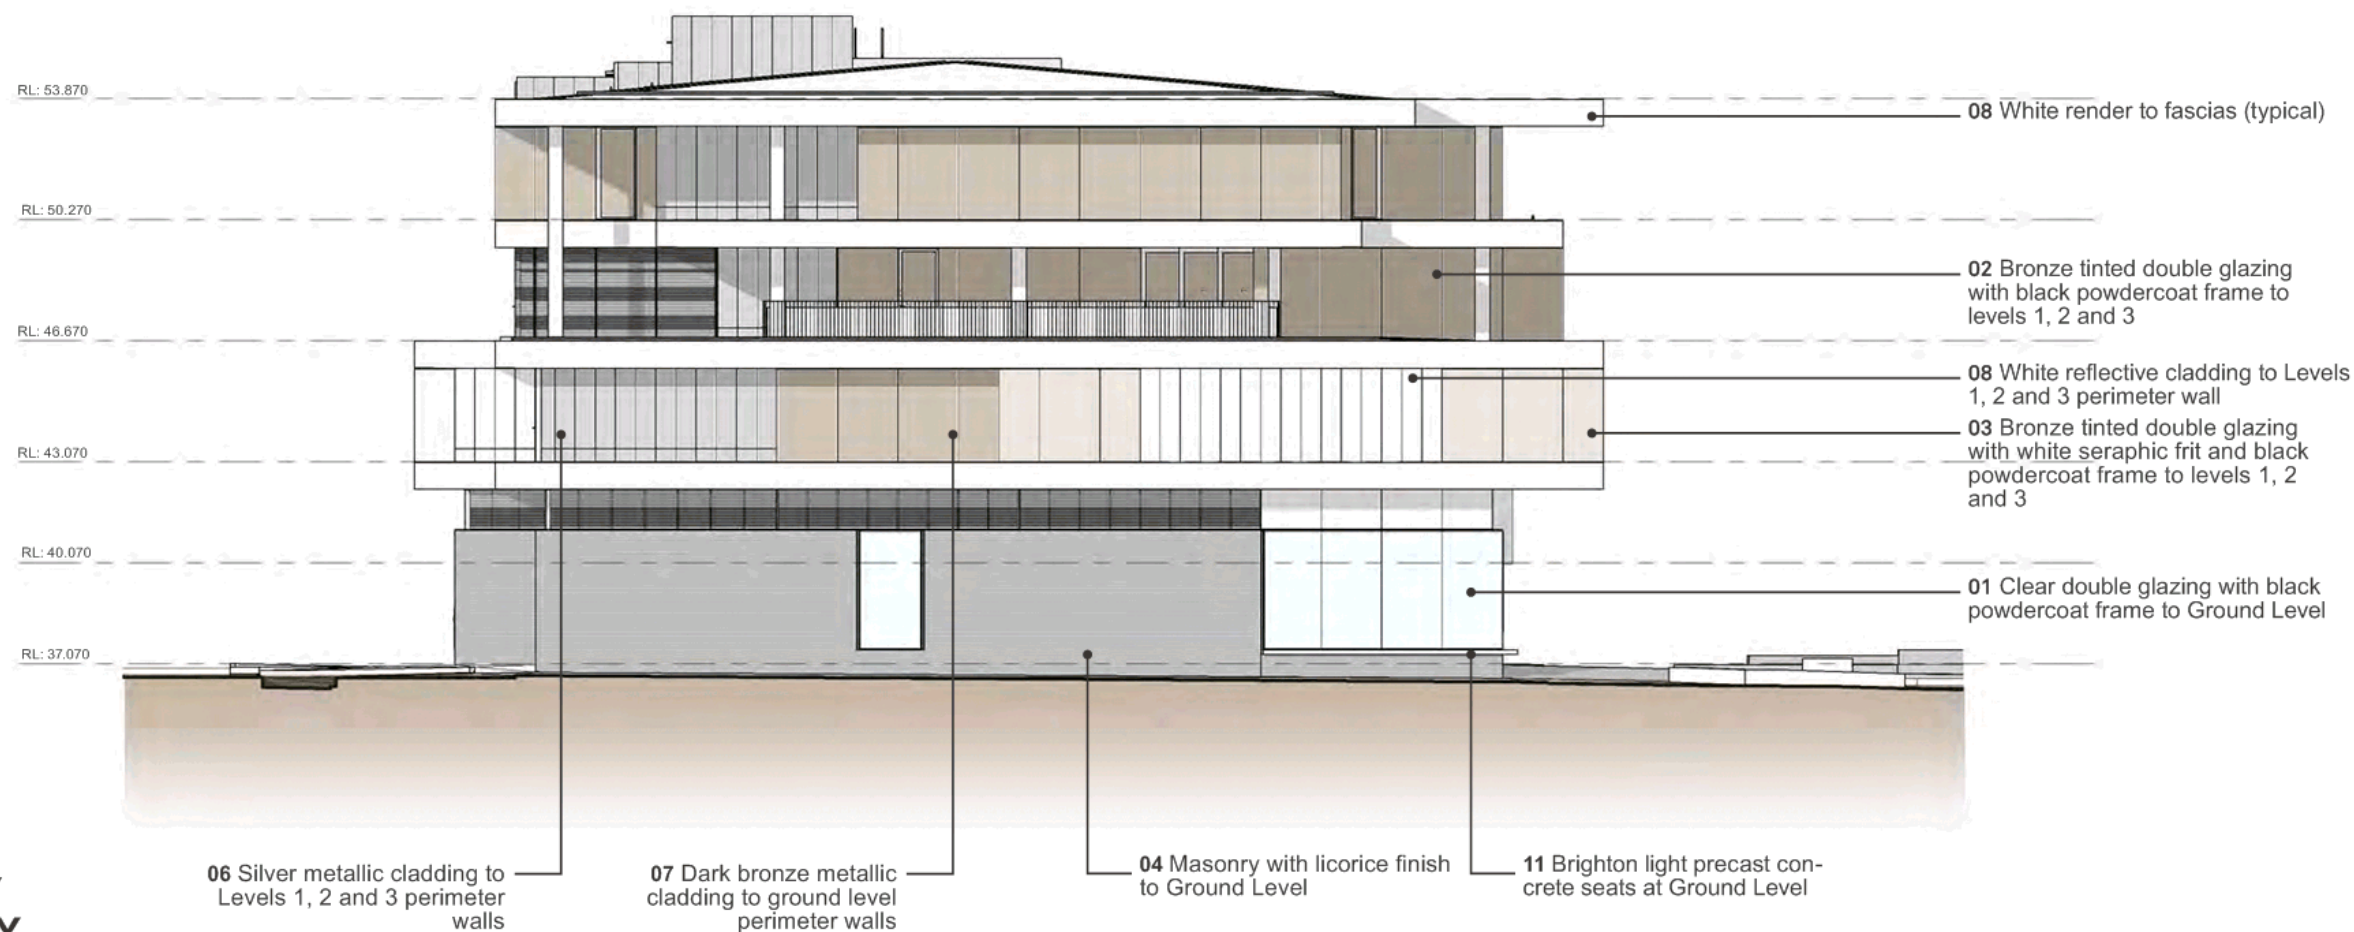 RL: 53.870
08 White render to fascias (typical)
RL: 50.270
02 Bronze tinted double glazing
with black powdercoat frame to
levels 1, 2 and 3
RL: 46.670
08 White reflective cladding to Levels
1, 2 and 3 perimeter wall
03 Bronze tinted double glazing
with white seraphic frit and black
powdercoat frame to levels 1, 2
and 3
RL: 43.070
RL: 40.070
01 Clear double glazing with black
powdercoat frame to Ground Level
RL: 37.070
06 Silver metallic cladding to
Levels 1, 2 and 3 perimeter
walls
07 Dark bronze metallic
cladding to ground level
perimeter walls
04 Masonry with licorice finish
to Ground Level
11 Brighton light precast con-
crete seats at Ground Level